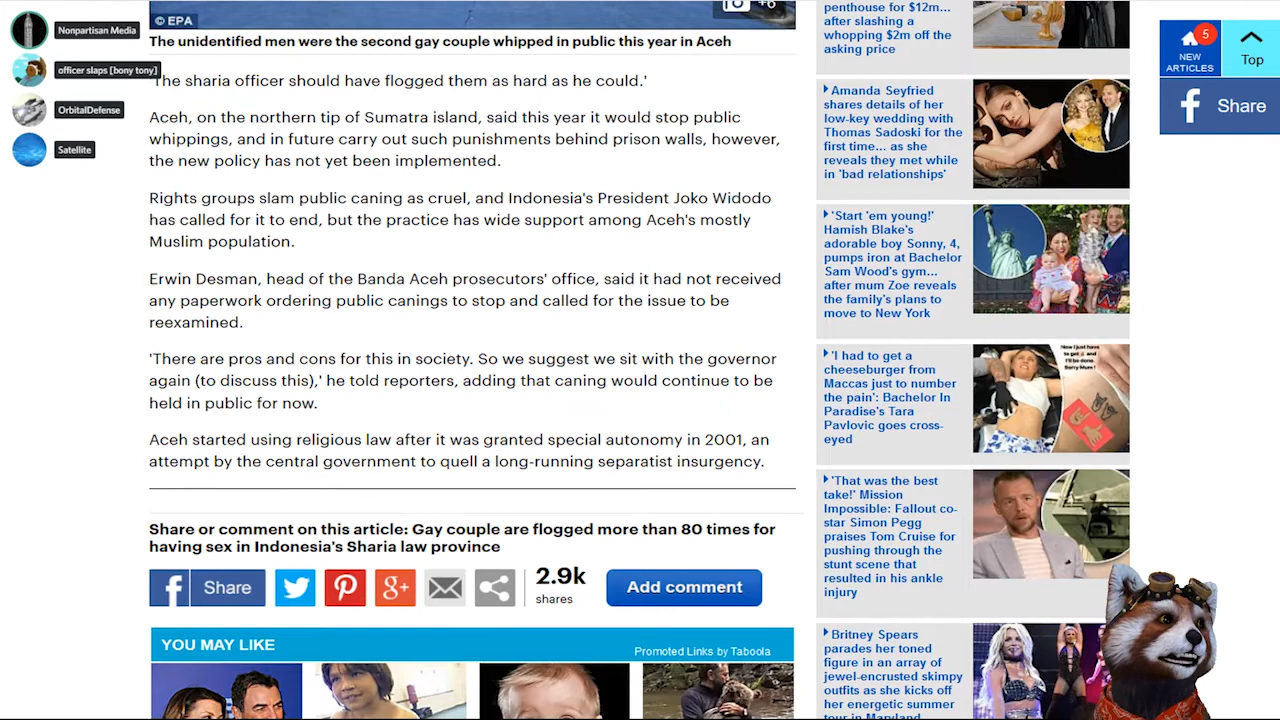 © EPA
+6
Nonpartisan Media
officer slaps [bony tony]
OrbitalDefense
Satellite
The unidentified men were the second gay couple whipped in public this year in Aceh
The sharia officer should have flogged them as hard as he could.'
Aceh, on the northern tip of Sumatra island, said this year it would stop public
whippings, and in future carry out such punishments behind prison walls, however,
the new policy has not yet been implemented.
Rights groups slam public caning as cruel, and Indonesia's President Joko Widodo
has called for it to end, but the practice has wide support among Aceh's mostly
Muslim population.
Erwin Desman, head of the Banda Aceh prosecutors' office, said it had not received
any paperwork ordering public canings to stop and called for the issue to be
reexamined.
'There are pros and cons for the society. So we suggest we sit with the governor
again (to discuss this),' he told reporters, adding that caning would continue to be
held in public for now.
Aceh started using religious law after it was granted special autonomy in 2001, an
attempt by the central government to quell a long-running separatist insurgency.
Share or comment on this article: Gay couple are flogged more than 80 times for
having sex in Indonesia's Sharia law province
Share
2.9k
shares
Add comment
YOU MAY LIKE
Promoted Links by Taboola
penthouse for $12m...
after slashing a
whopping $2m off the
asking price
Amanda Seyfried
shares details of her
low-key wedding with
Thomas Sadoski for the
first time... as she
reveals they met while
in 'bad relationships'
'Start 'em young!'
Hamish Blake's
adorable boy Sonny, 4,
pumps iron at Bachelor
Sam Wood's gym...
after mum Zoe reveals
the family's plans to
move to New York
'I had to get a
cheeseburger from
Maccas just to number
the pain': Bachelor In
Paradise's Tara
Pavlovic goes cross-
eyed
Now I just have
to get and
I'll be done.
Sorry Mum!
'That was the best
take!' Mission
Impossible: Fallout co-
star Simon Pegg
praises Tom Cruise for
pushing through the
stunt scene that
resulted in his ankle
injury
Britney Spears
parades her toned
figure in an array of
jewel-encrusted skimpy
outfits as she kicks off
her energetic summer
tour in Maryland
5
NEW
ARTICLES
Top
Share